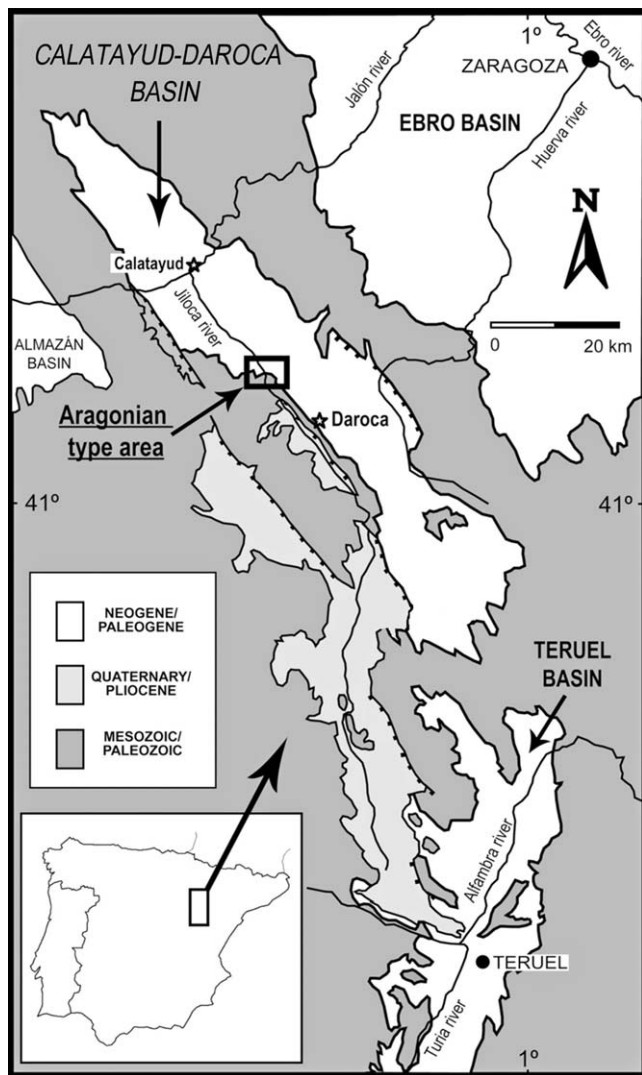 CALATAYUD-DAROCA
BASIN
1º
Ebro river
ZARAGOZA
Jalón river
EBRO BASIN
Huerva river
N
Calatayud
Jiloca river
ALMAZÁN
BASIN
0
20 km
Aragonian
type area
Daroca
41º
41º
NEOGENE/
PALEOGENE
QUATERNARY/
PLIOCENE
MESOZOIC/
PALEOZOIC
TERUEL
BASIN
Alfambra river
TERUEL
Turia river
1º